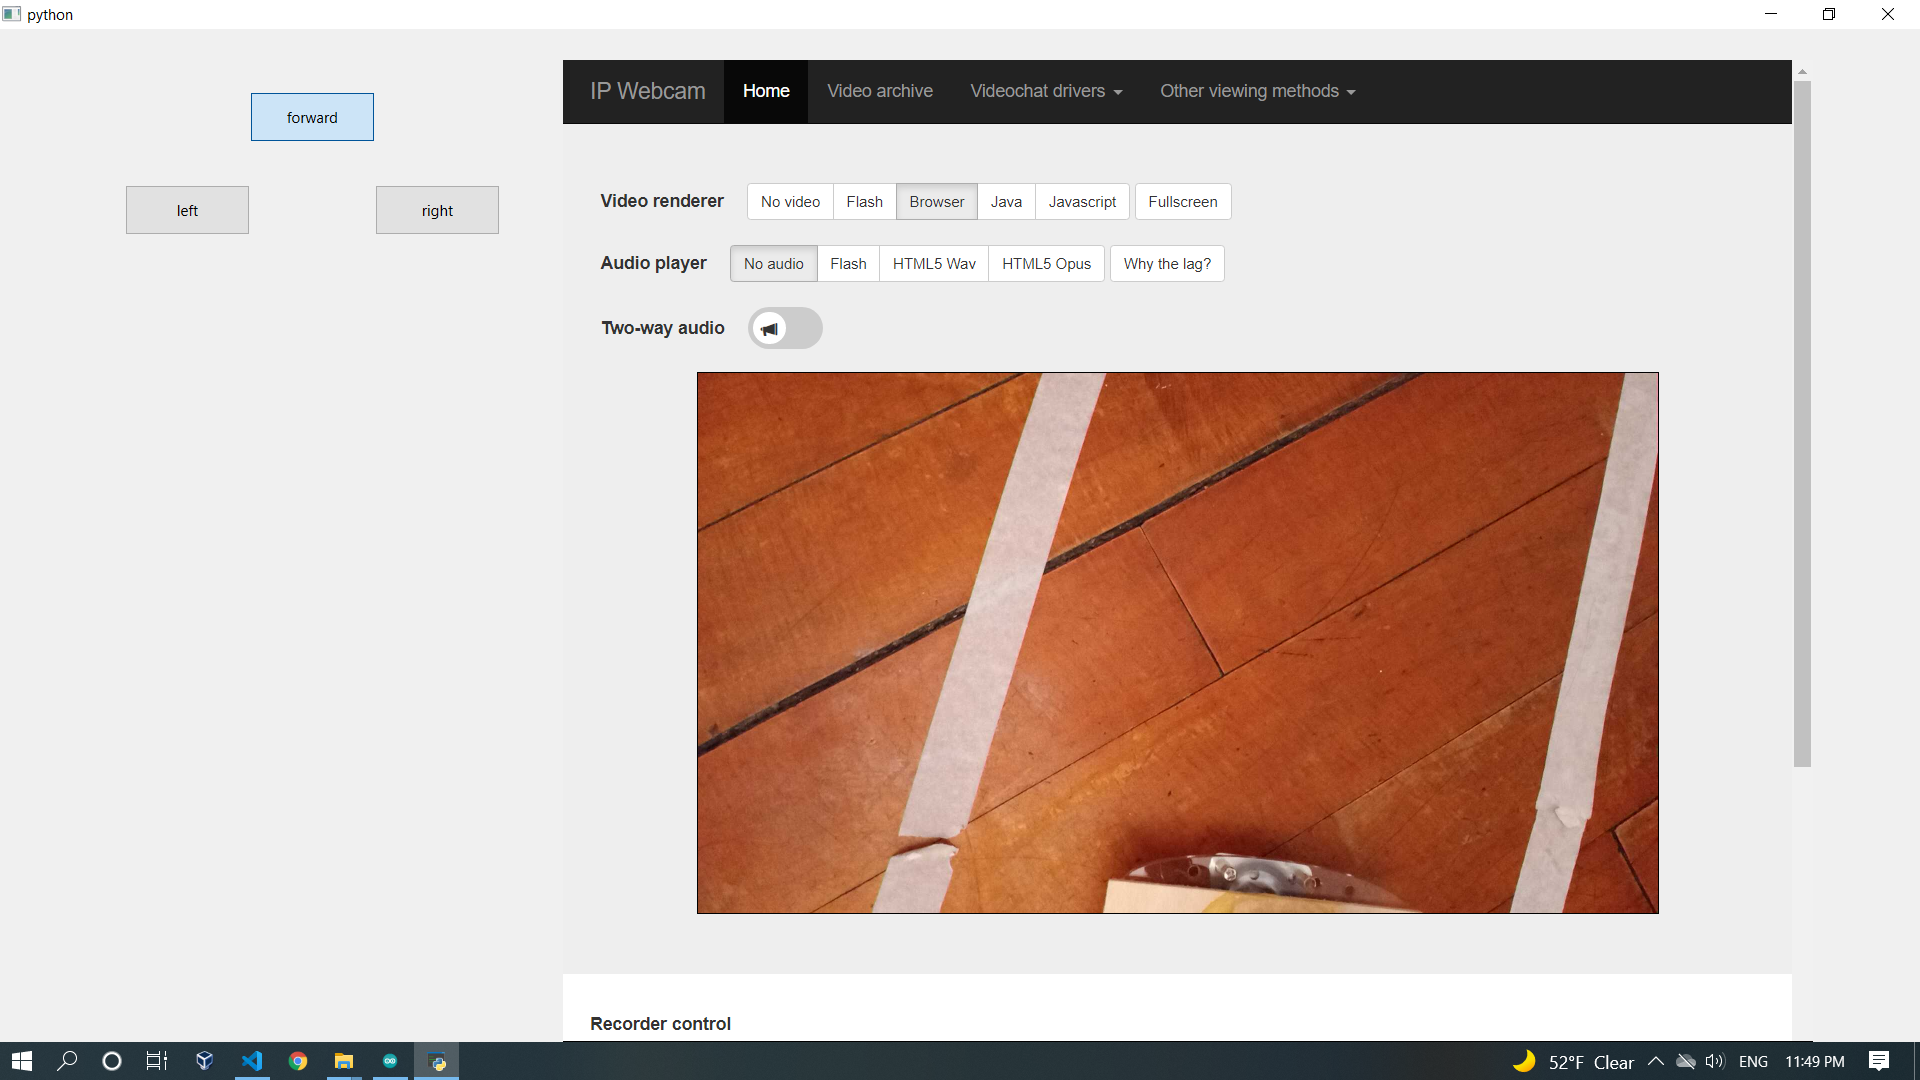 python
forward
left
right
IP Webcam Home Video archive Videochat drivers Other viewing methods
Video renderer No video Flash Browser Java Javascript Fullscreen
Audio player No audio Flash HTML5 Wav HTML5 Opus Why the lag?
Two-way audio
Recorder control
52°F Clear ENG 11:49 PM